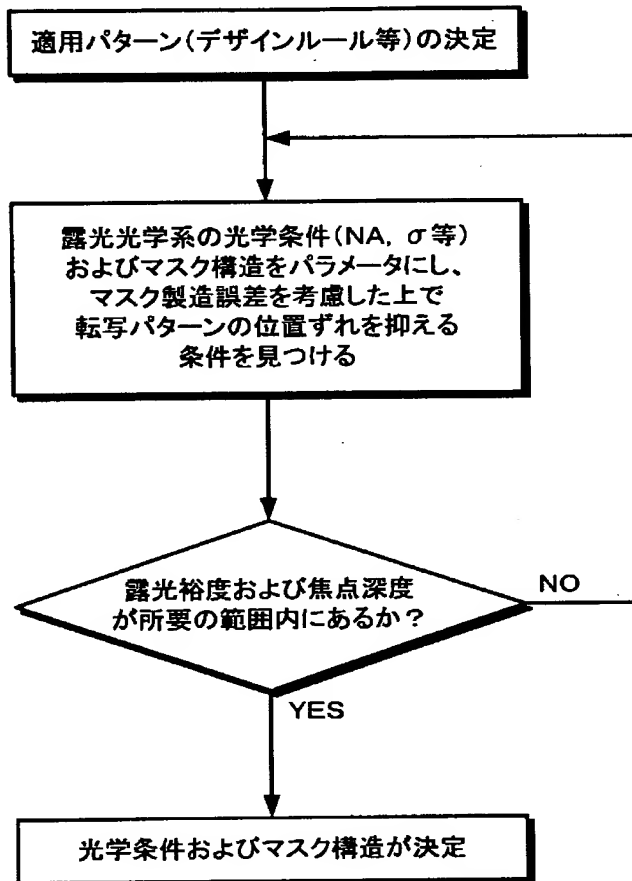 適用パターン(デザインルール等)の決定
露光光学系の光学条件(NA, σ等)
およびマスク構造をパラメータにし、
マスク製造誤差を考慮した上で
転写パターンの位置ずれを抑える
条件を見つける
露光裕度および焦点深度
が所要の範囲内にあるか?
NO
YES
光学条件およびマスク構造が決定